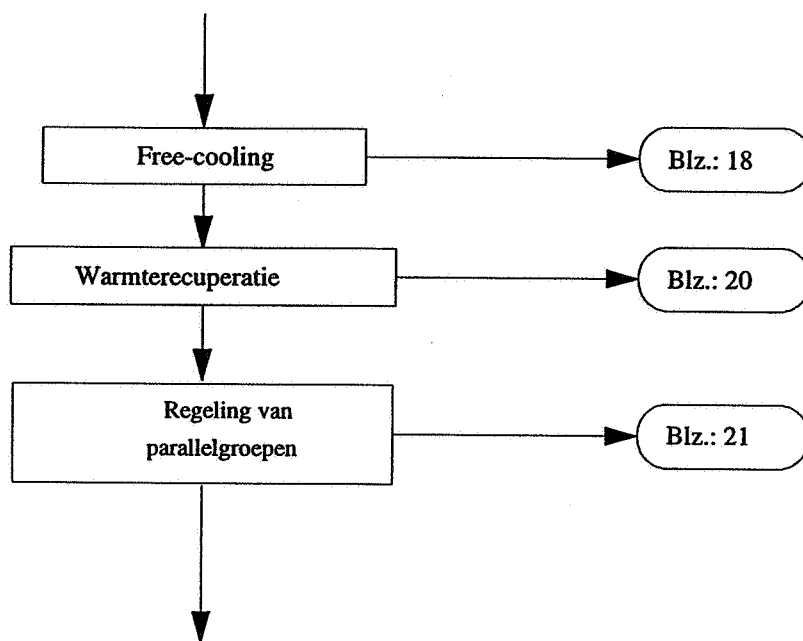 Free-cooling
Blz.: 18
Warmterecuperatie
Blz.: 20
Regeling van
parallelgroepen
Blz.: 21